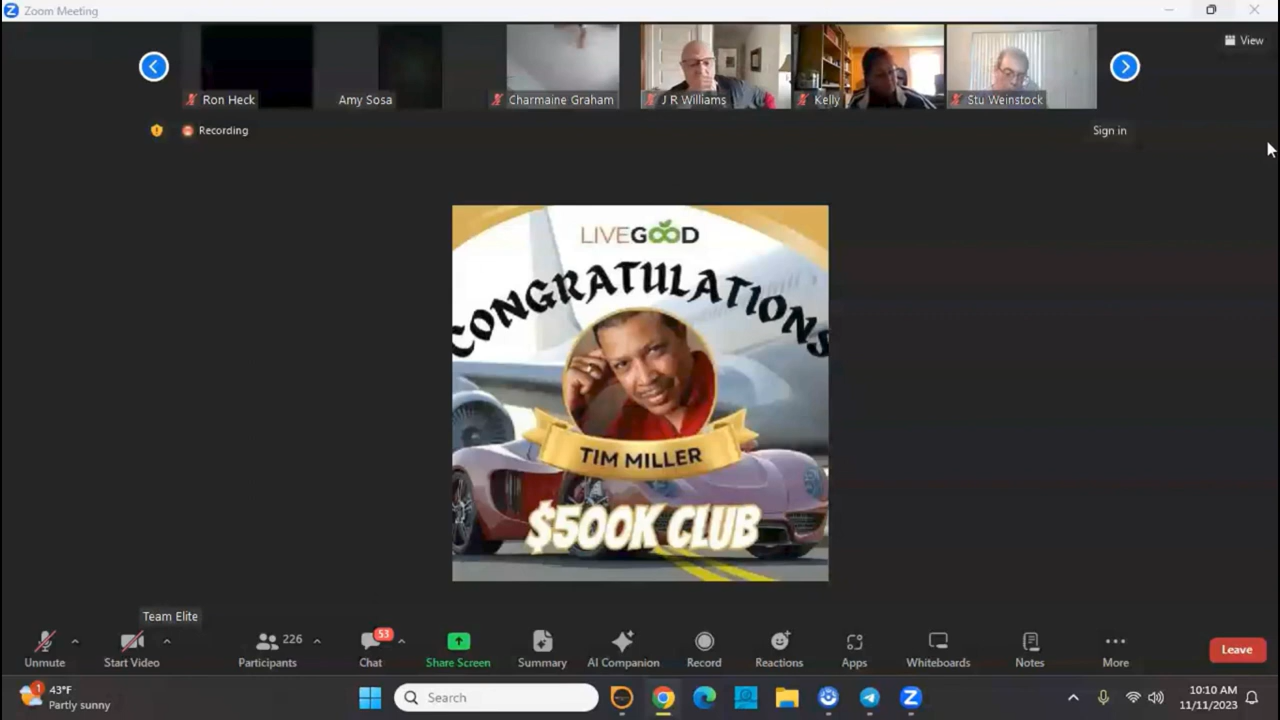 Zoom Meeting
View
Ron Heck
Amy Sosa
Charmaine Graham
J R Williams
Kelly
Stu Weinstock
Recording
Sign in
LIVEGOOD
CONGRATULATIONS
TIM MILLER
$500K CLUB
Team Elite
226
53
Unmute
Start Video
Participants
Chat
Share Screen
Summary
AI Companion
Record
Reactions
Apps
Whiteboards
Notes
More
Leave
1
43°F
Partly sunny
Search
10:10 AM
11/11/2023